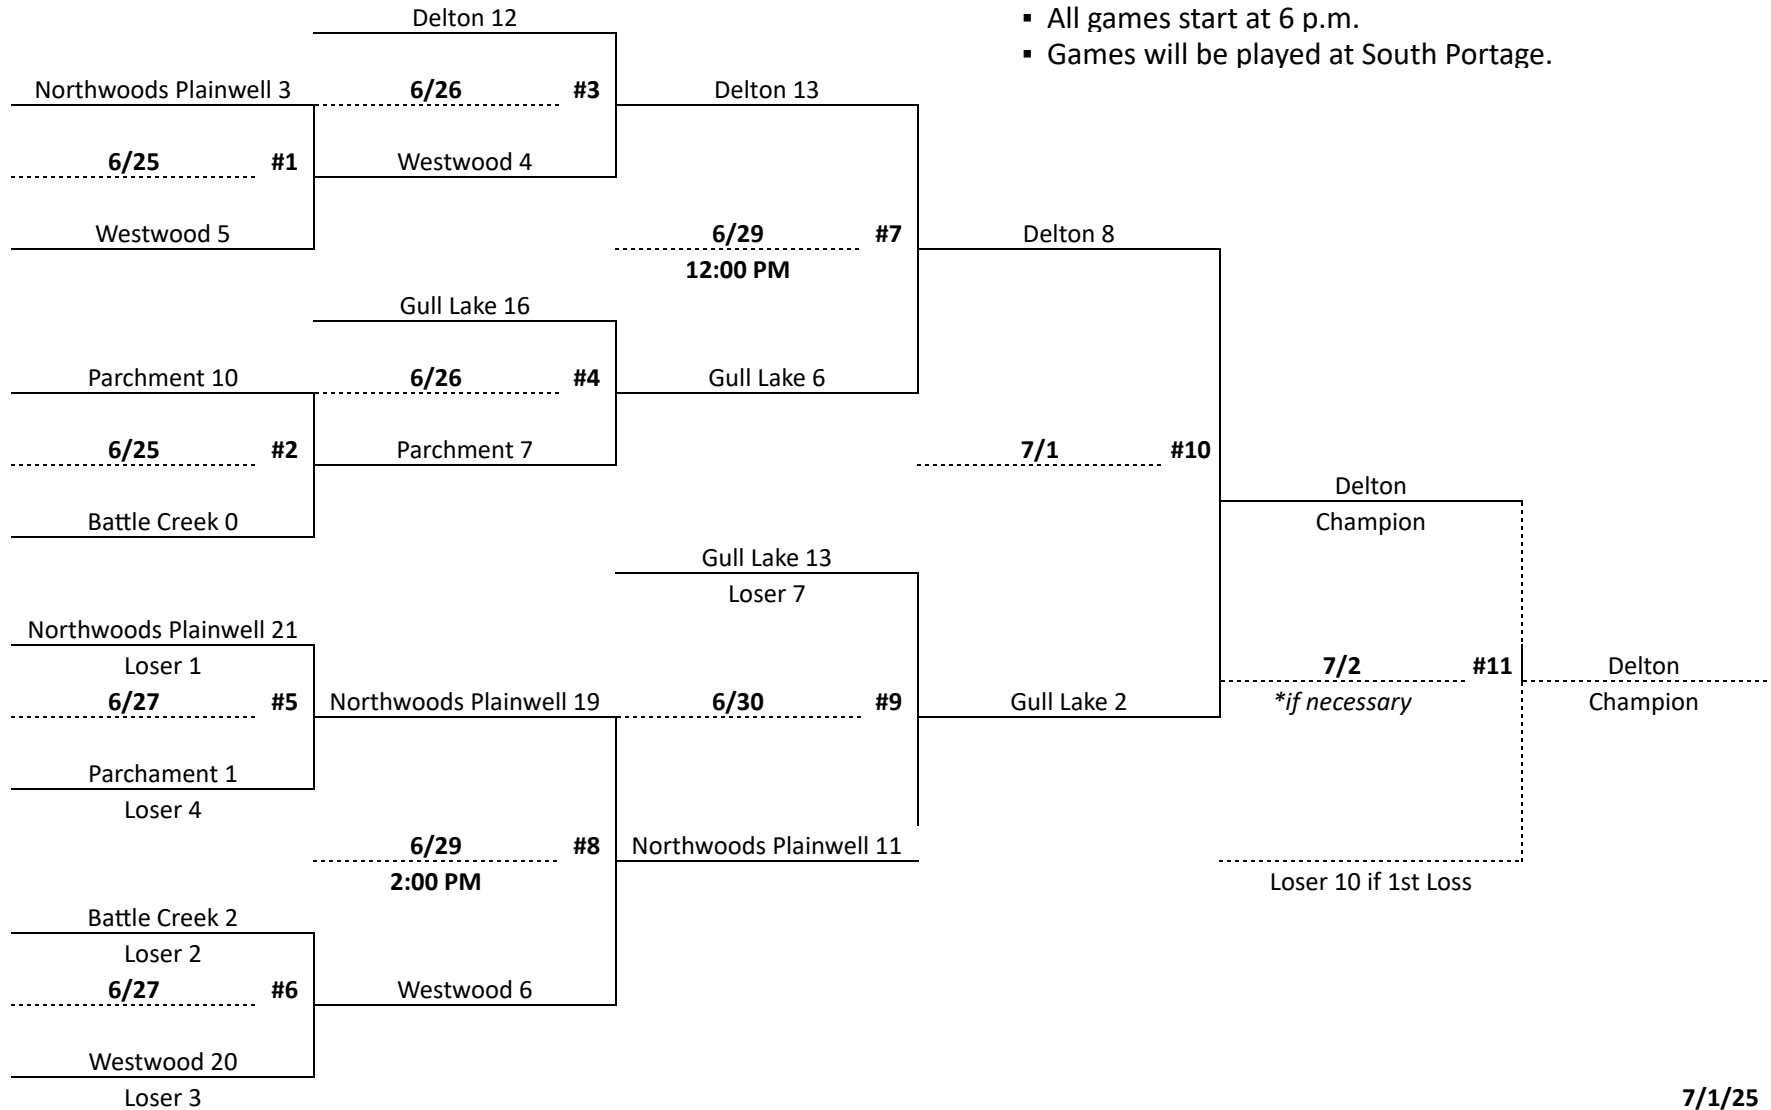 Delton 12
▪ All games start at 6 p.m.
▪ Games will be played at South Portage.
Northwoods Plainwell 3
6/26 #3
Delton 13
6/25 #1
Westwood 4
Westwood 5
6/29 #7
12:00 PM
Delton 8
Gull Lake 16
Parchment 10
6/26 #4
Gull Lake 6
6/25 #2
Parchment 7
7/1 #10
Battle Creek 0
Delton
Champion
Gull Lake 13
Loser 7
Northwoods Plainwell 21
Loser 1
6/27 #5
Northwoods Plainwell 19
6/30 #9
Gull Lake 2
7/2 #11
*if necessary
Delton
Champion
Parchament 1
Loser 4
6/29 #8
2:00 PM
Northwoods Plainwell 11
Loser 10 if 1st Loss
Battle Creek 2
Loser 2
6/27 #6
Westwood 6
Westwood 20
Loser 3
7/1/25